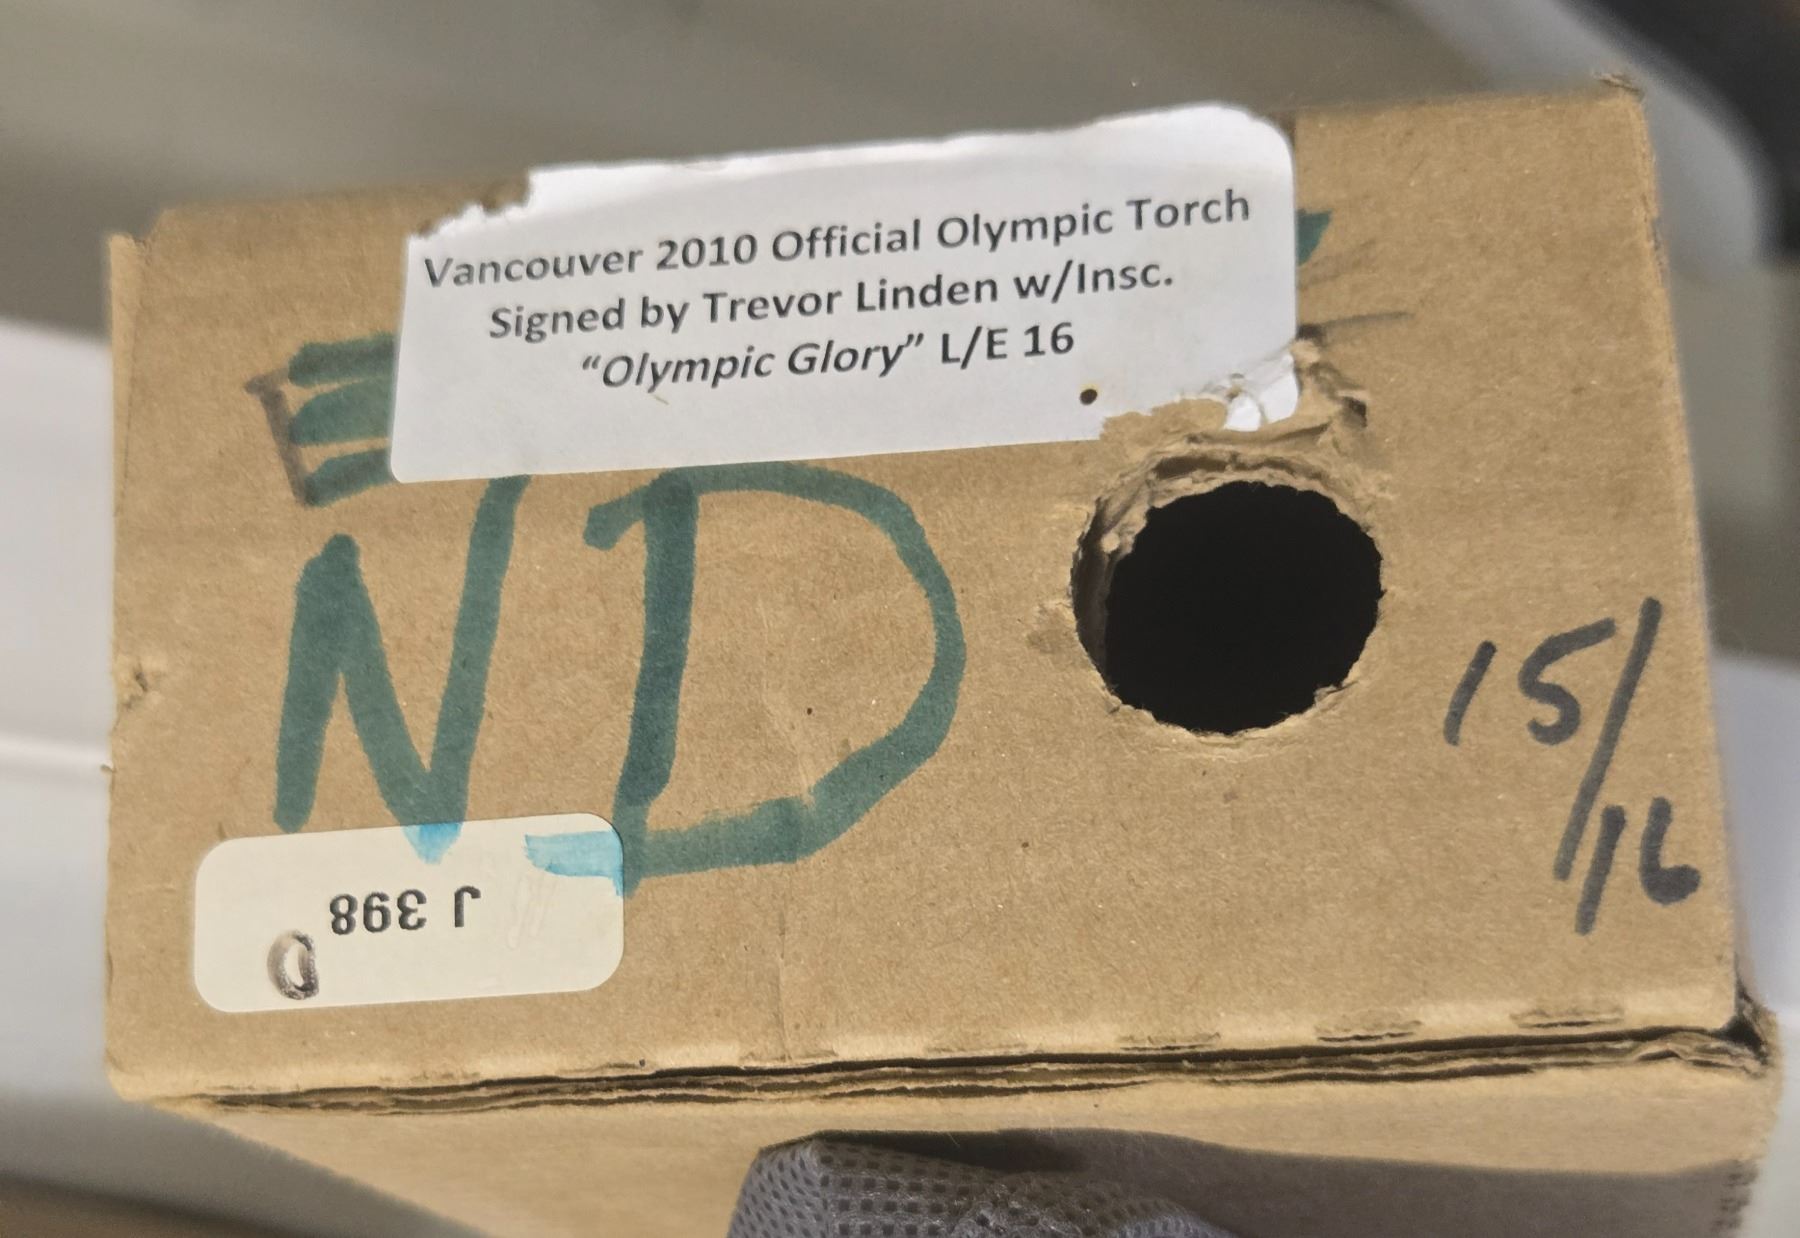 Vancouver 2010 Official Olympic Torch
Signed by Trevor Linden w/Insc.
“Olympic Glory” L/E 16
ND
15/16
J 398
D